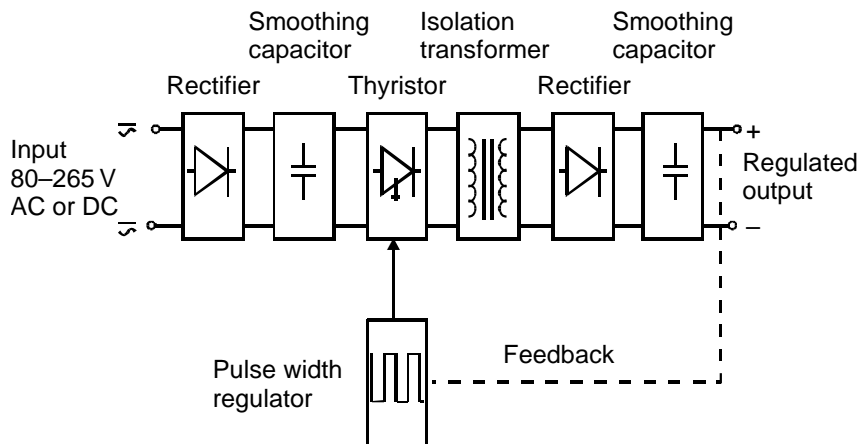 Smoothing
capacitor
Isolation
transformer
Smoothing
capacitor
Rectifier
Thyristor
Rectifier
Input
80–265 V
AC or DC
+
Regulated
output
–
Pulse width
regulator
Feedback